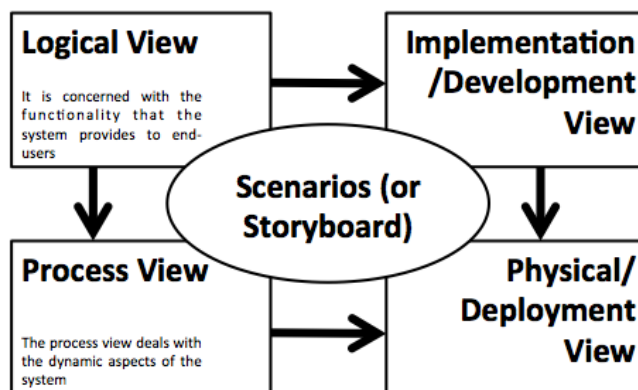 Logical View
It is concerned with the
functionality that the
system provides to end-
users
Implementation
/Development
View
Scenarios (or
Storyboard)
Process View
The process view deals with
the dynamic aspects of the
system
Physical/
Deployment
View